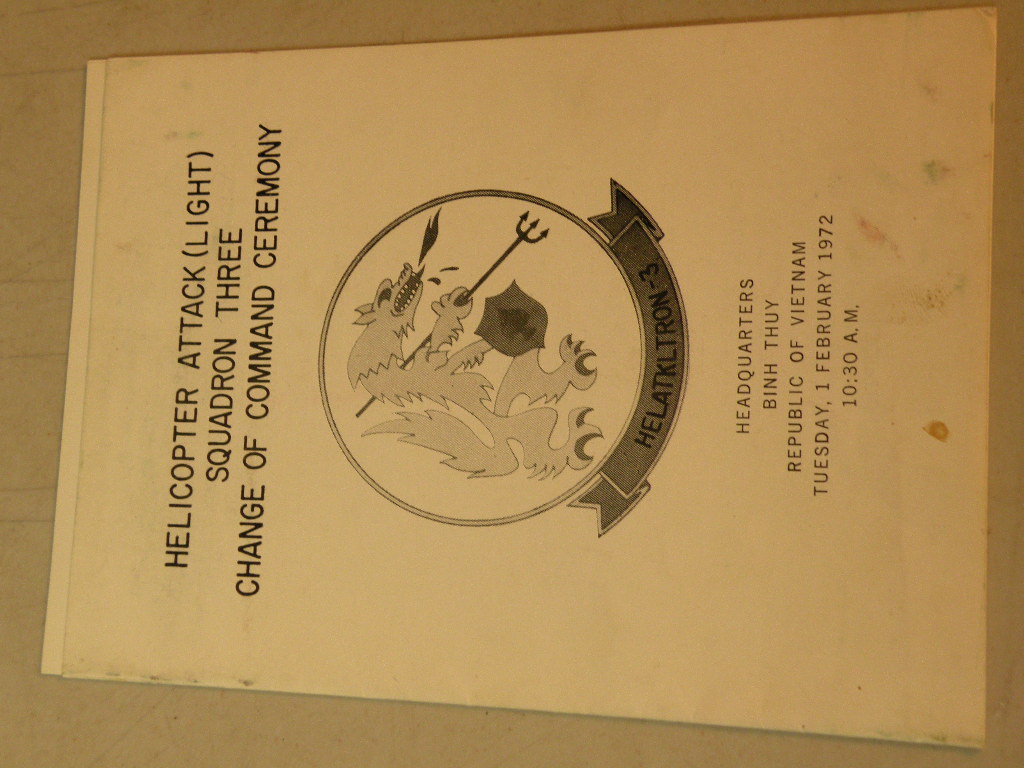 HELICOPTER ATTACK (LIGHT)
SQUADRON THREE
CHANGE OF COMMAND CEREMONY
HELATKLTRON-3
HEADQUARTERS
BINH THUY
REPUBLIC OF VIETNAM
TUESDAY, 1 FEBRUARY 1972
10:30 A.M.